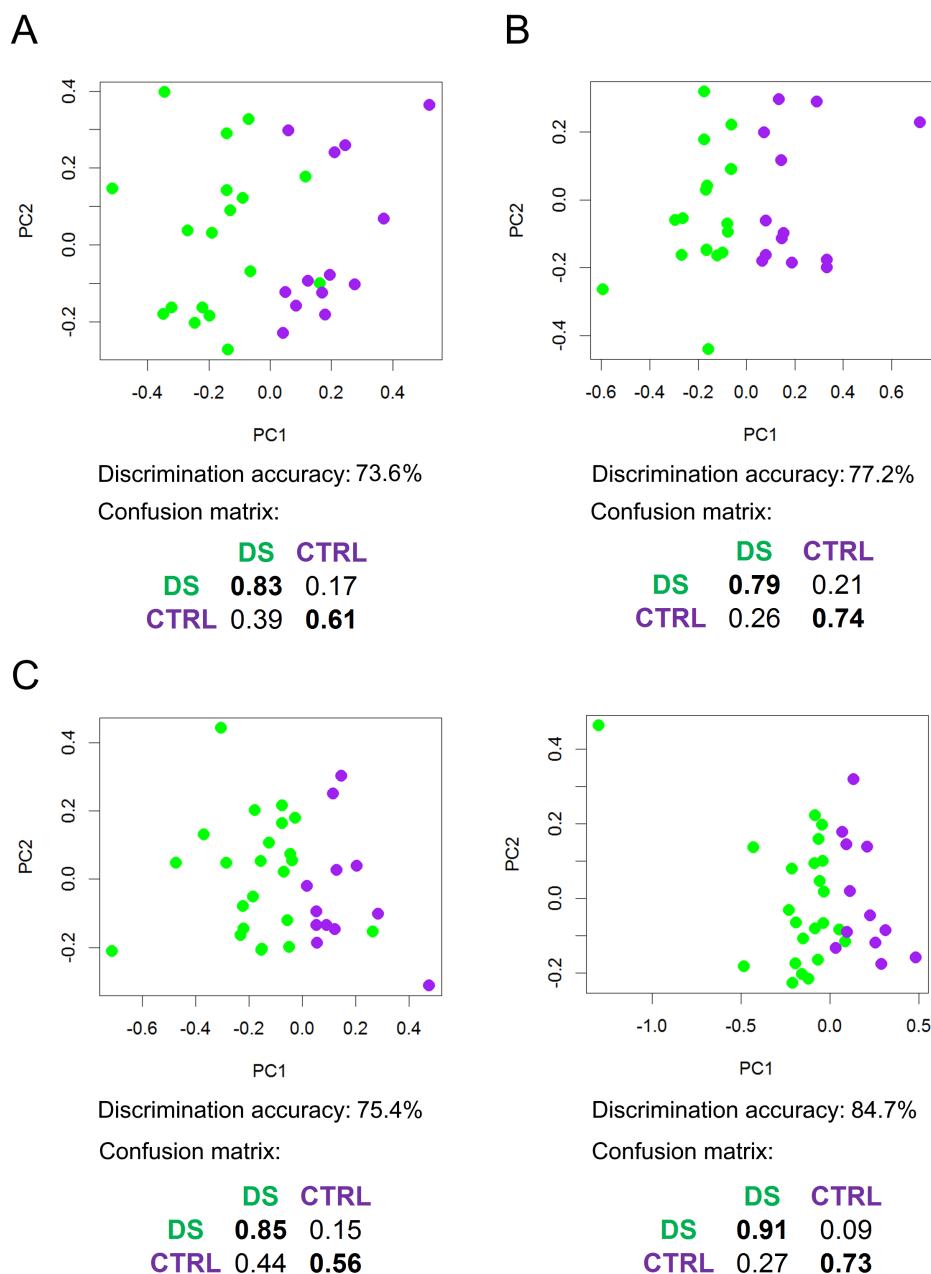 A
B
0.4
0.2
0.0
-0.2
PC2
-0.4 -0.2 0.0 0.2 0.4
PC1
0.2
0.0
-0.2
-0.4
PC2
-0.6 -0.4 -0.2 0.0 0.2 0.4 0.6
PC1
Discrimination accuracy: 73.6%
Confusion matrix:
DS CTRL
DS 0.83 0.17
CTRL 0.39 0.61
Discrimination accuracy: 77.2%
Confusion matrix:
DS CTRL
DS 0.79 0.21
CTRL 0.26 0.74
C
0.4
0.2
0.0
-0.2
PC2
-0.6 -0.4 -0.2 0.0 0.2 0.4
PC1
0.4
0.2
0.0
-0.2
PC2
-1.0 -0.5 0.0 0.5
PC1
Discrimination accuracy: 75.4%
Confusion matrix:
DS CTRL
DS 0.85 0.15
CTRL 0.44 0.56
Discrimination accuracy: 84.7%
Confusion matrix:
DS CTRL
DS 0.91 0.09
CTRL 0.27 0.73